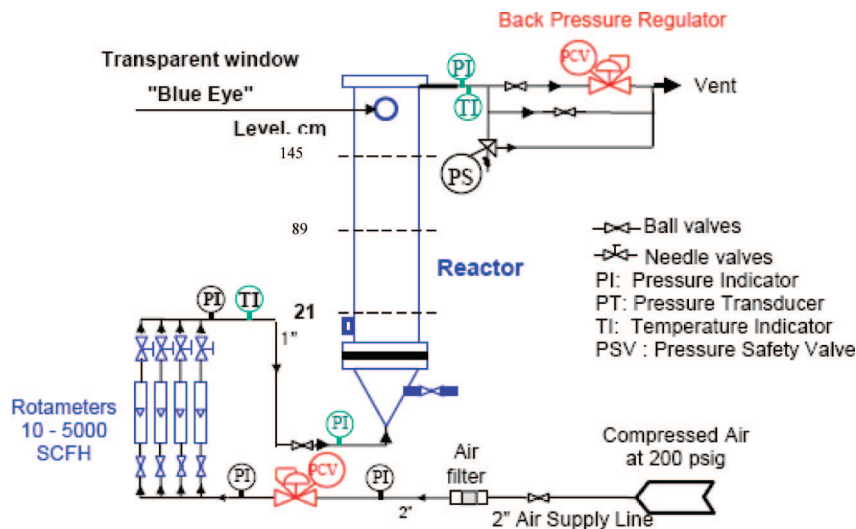 Back Pressure Regulator
Transparent window
"Blue Eye"
Level, cm
145
89
21
PI
TI
PCV
Vent
PS
Ball valves
Needle valves
PI: Pressure Indicator
PT: Pressure Transducer
TI: Temperature Indicator
PSV : Pressure Safety Valve
Reactor
PI
TI
1"
Rotameters
10 - 5000
SCFH
PI
PI
PCV
PI
2"
Air
filter
2" Air Supply Line
Compressed Air
at 200 psig